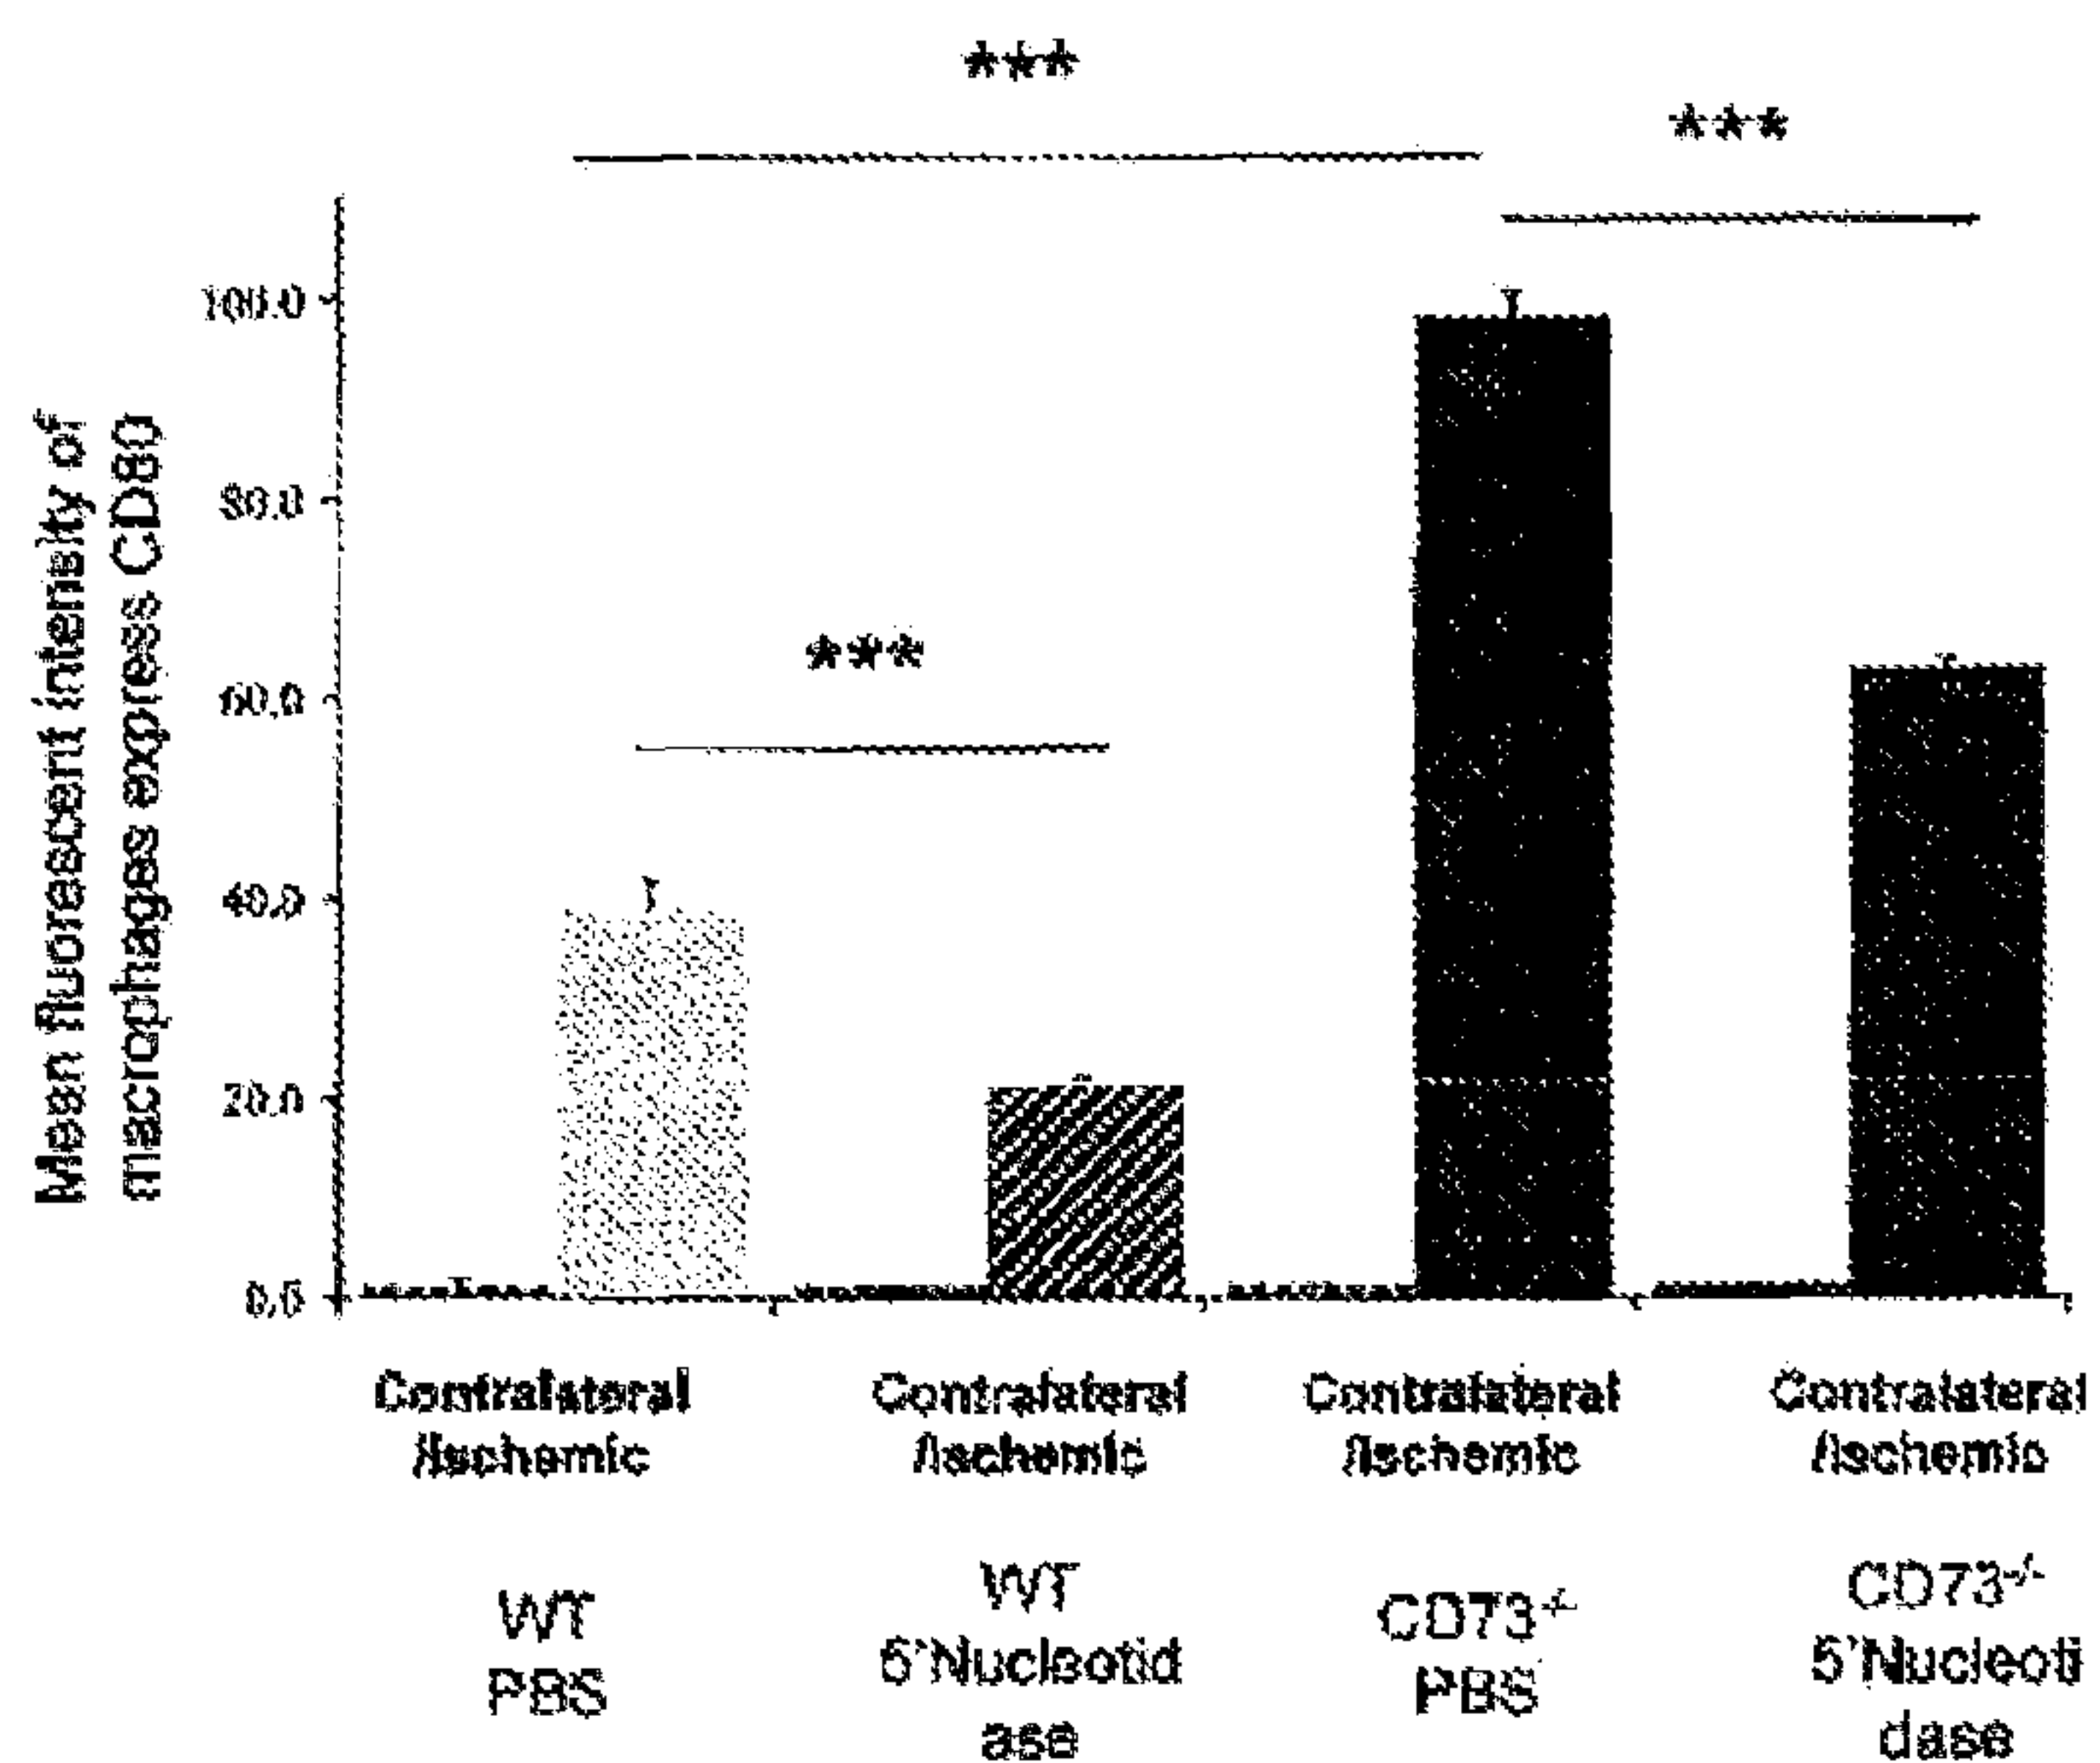 ***
***
100.0
80.0
***
60.0
40.0
20.0
0.0
Mean fluorescent intensity of
macrophages express CD80
Contralateral
/Ischemic
Contralateral
/Ischemic
Contralateral
/Ischemic
Contralateral
/Ischemic
WT
PBS
WT
5'Nucleotid
ase
CD73-/-
PBS
CD73-/-
5'Nucleoti
dase